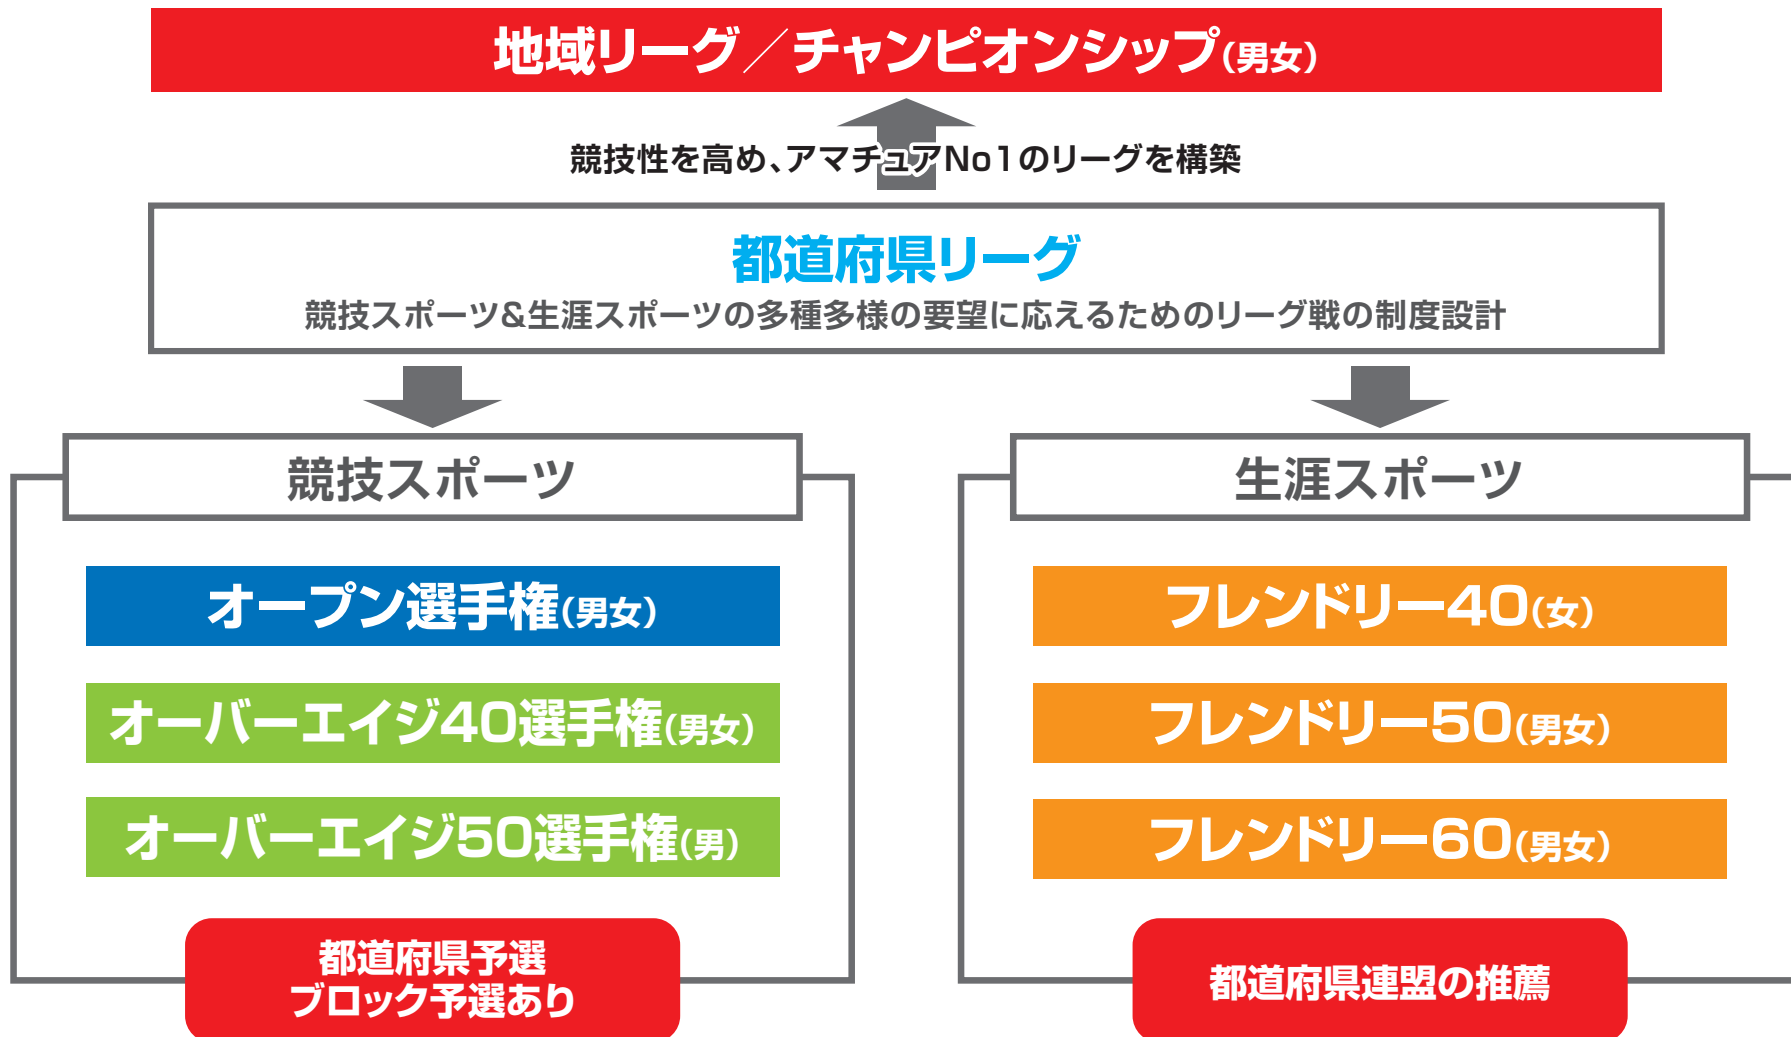 地域リーグ／チャンピオンシップ(男女)
競技性を高め、アマチュアNo1のリーグを構築
都道府県リーグ
競技スポーツ&生涯スポーツの多種多様の要望に応えるためのリーグ戦の制度設計
競技スポーツ
オープン選手権(男女)
オーバーエイジ40選手権(男女)
オーバーエイジ50選手権(男)
都道府県予選
ブロック予選あり
生涯スポーツ
フレンドリー40(女)
フレンドリー50(男女)
フレンドリー60(男女)
都道府県連盟の推薦